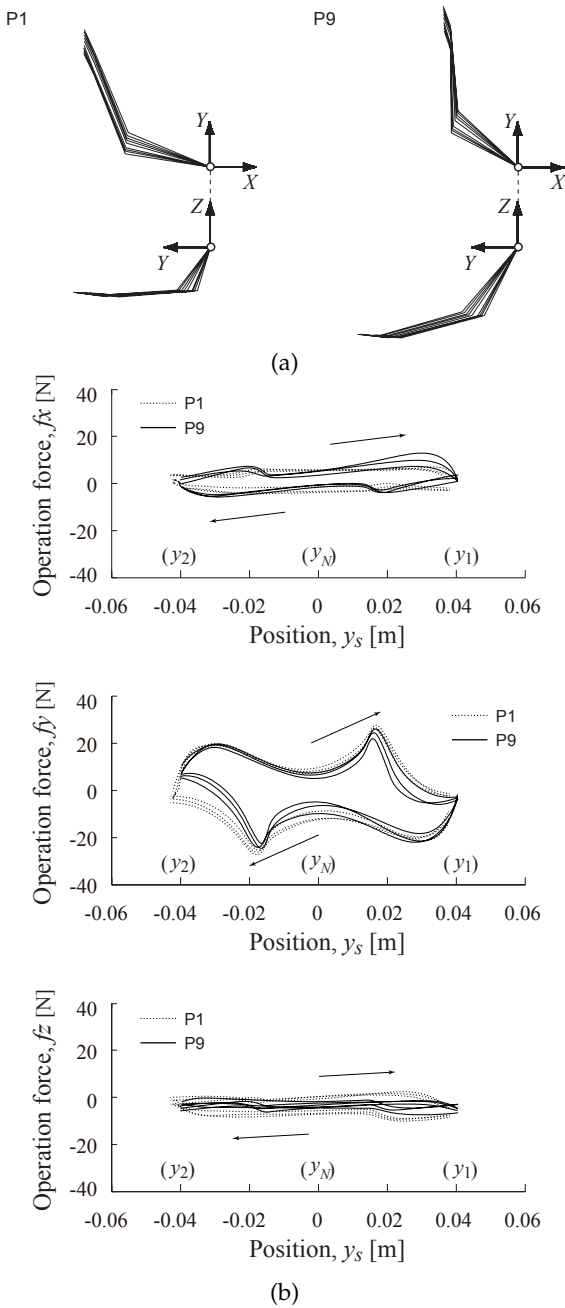 P1 P9
Y Y
X X
Z Z
Y Y
(a)
Operation force, fx [N]
40
20
0
-20
-40
P1
P9
(y2) (yN) (y1)
-0.06 -0.04 -0.02 0 0.02 0.04 0.06
Position, ys [m]
Operation force, fy [N]
40
20
0
-20
-40
P1
P9
(y2) (yN) (y1)
-0.06 -0.04 -0.02 0 0.02 0.04 0.06
Position, ys [m]
Operation force, fz [N]
40
20
0
-20
-40
P1
P9
(y2) (yN) (y1)
-0.06 -0.04 -0.02 0 0.02 0.04 0.06
Position, ys [m]
(b)